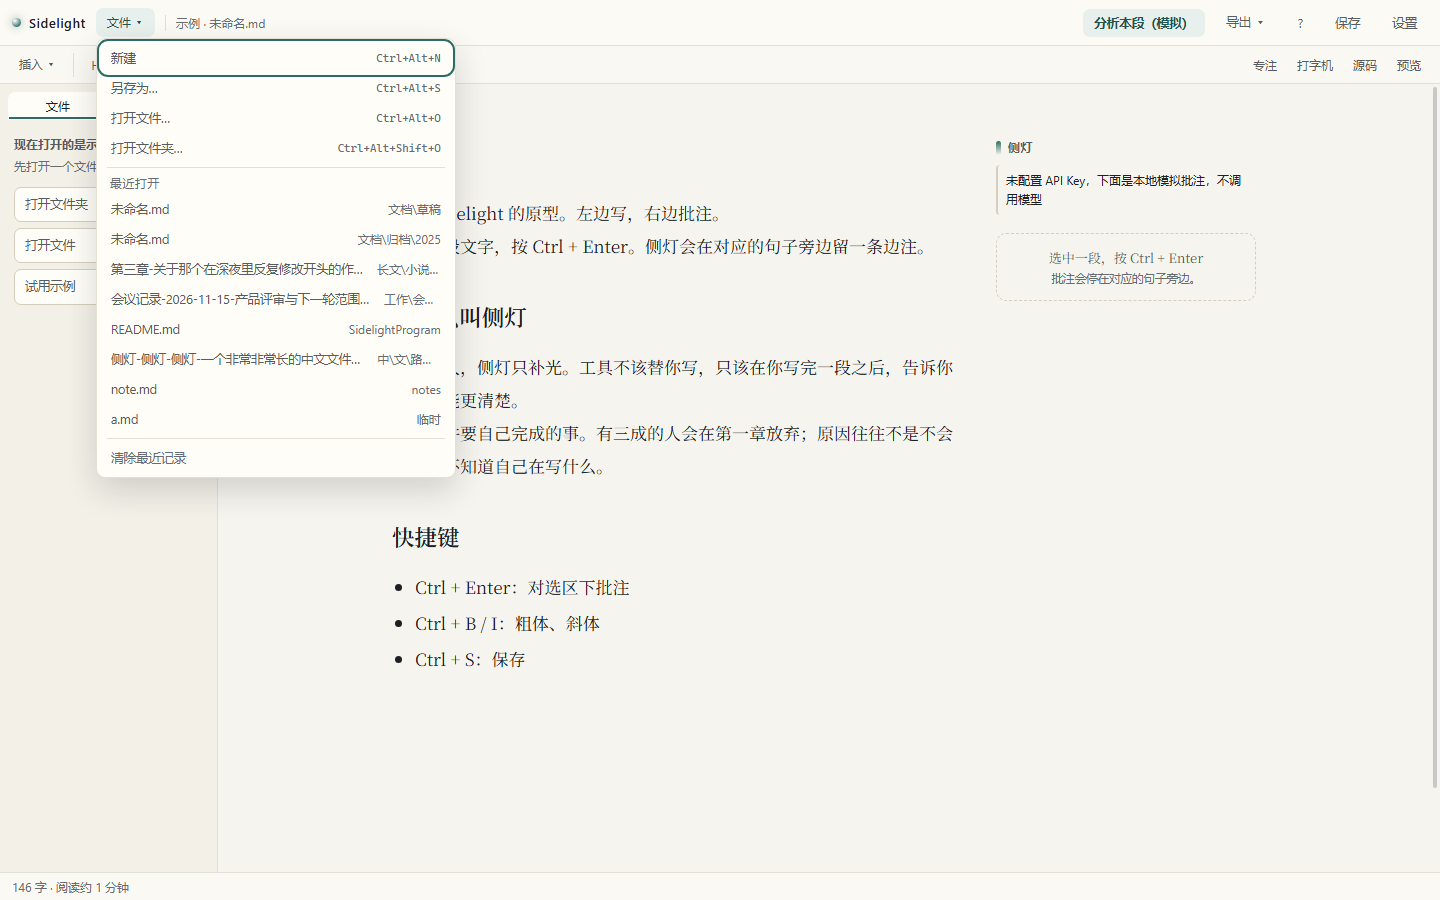 Sidelight 文件 示例 · 未命名.md 分析本段（模拟） 导出 ? 保存 设置
插入 专注 打字机 源码 预览
新建 Ctrl+Alt+N
另存为... Ctrl+Alt+S
打开文件... Ctrl+Alt+O
打开文件夹... Ctrl+Alt+Shift+O
最近打开
未命名.md 文档\草稿
未命名.md 文档\归档\2025
第三章-关于那个在深夜里反复修改开头的作... 长文\小说...
会议记录-2026-11-15-产品评审与下一轮范围... 工作\会...
README.md SidelightProgram
侧灯-侧灯-侧灯-一个非常非常长的中文文件... 中\文\路...
note.md notes
a.md 临时
清除最近记录
文件
现在打开的是示
先打开一个文件
打开文件夹
打开文件
试用示例
delight 的原型。左边写，右边批注。
文字，按 Ctrl + Enter。侧灯会在对应的句子旁边留一条边注。
叫侧灯
，侧灯只补光。工具不该替你写，只该在你写完一段之后，告诉你
更清楚。
要自己完成的事。有三成的人会在第一章放弃；原因往往不是不会
知道自己在写什么。
快捷键
Ctrl + Enter：对选区下批注
Ctrl + B / I：粗体、斜体
Ctrl + S：保存
侧灯
未配置 API Key，下面是本地模拟批注，不调
用模型
选中一段，按 Ctrl + Enter
批注会停在对应的句子旁边。
146 字 · 阅读约 1 分钟